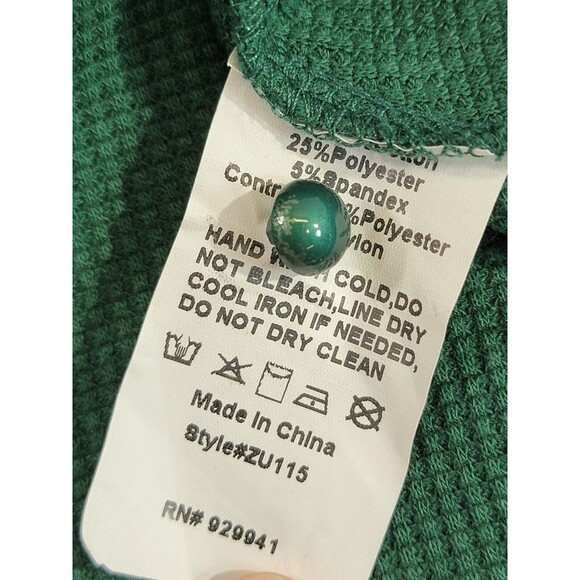 25%Polyester
5%Spandex
%Polyester
HAND COLD,DO
NOT BLEACH,LINE DRY
COOL IRON IF NEEDED,
DO NOT DRY CLEAN
Made In China
Style#ZU115
RN# 929941